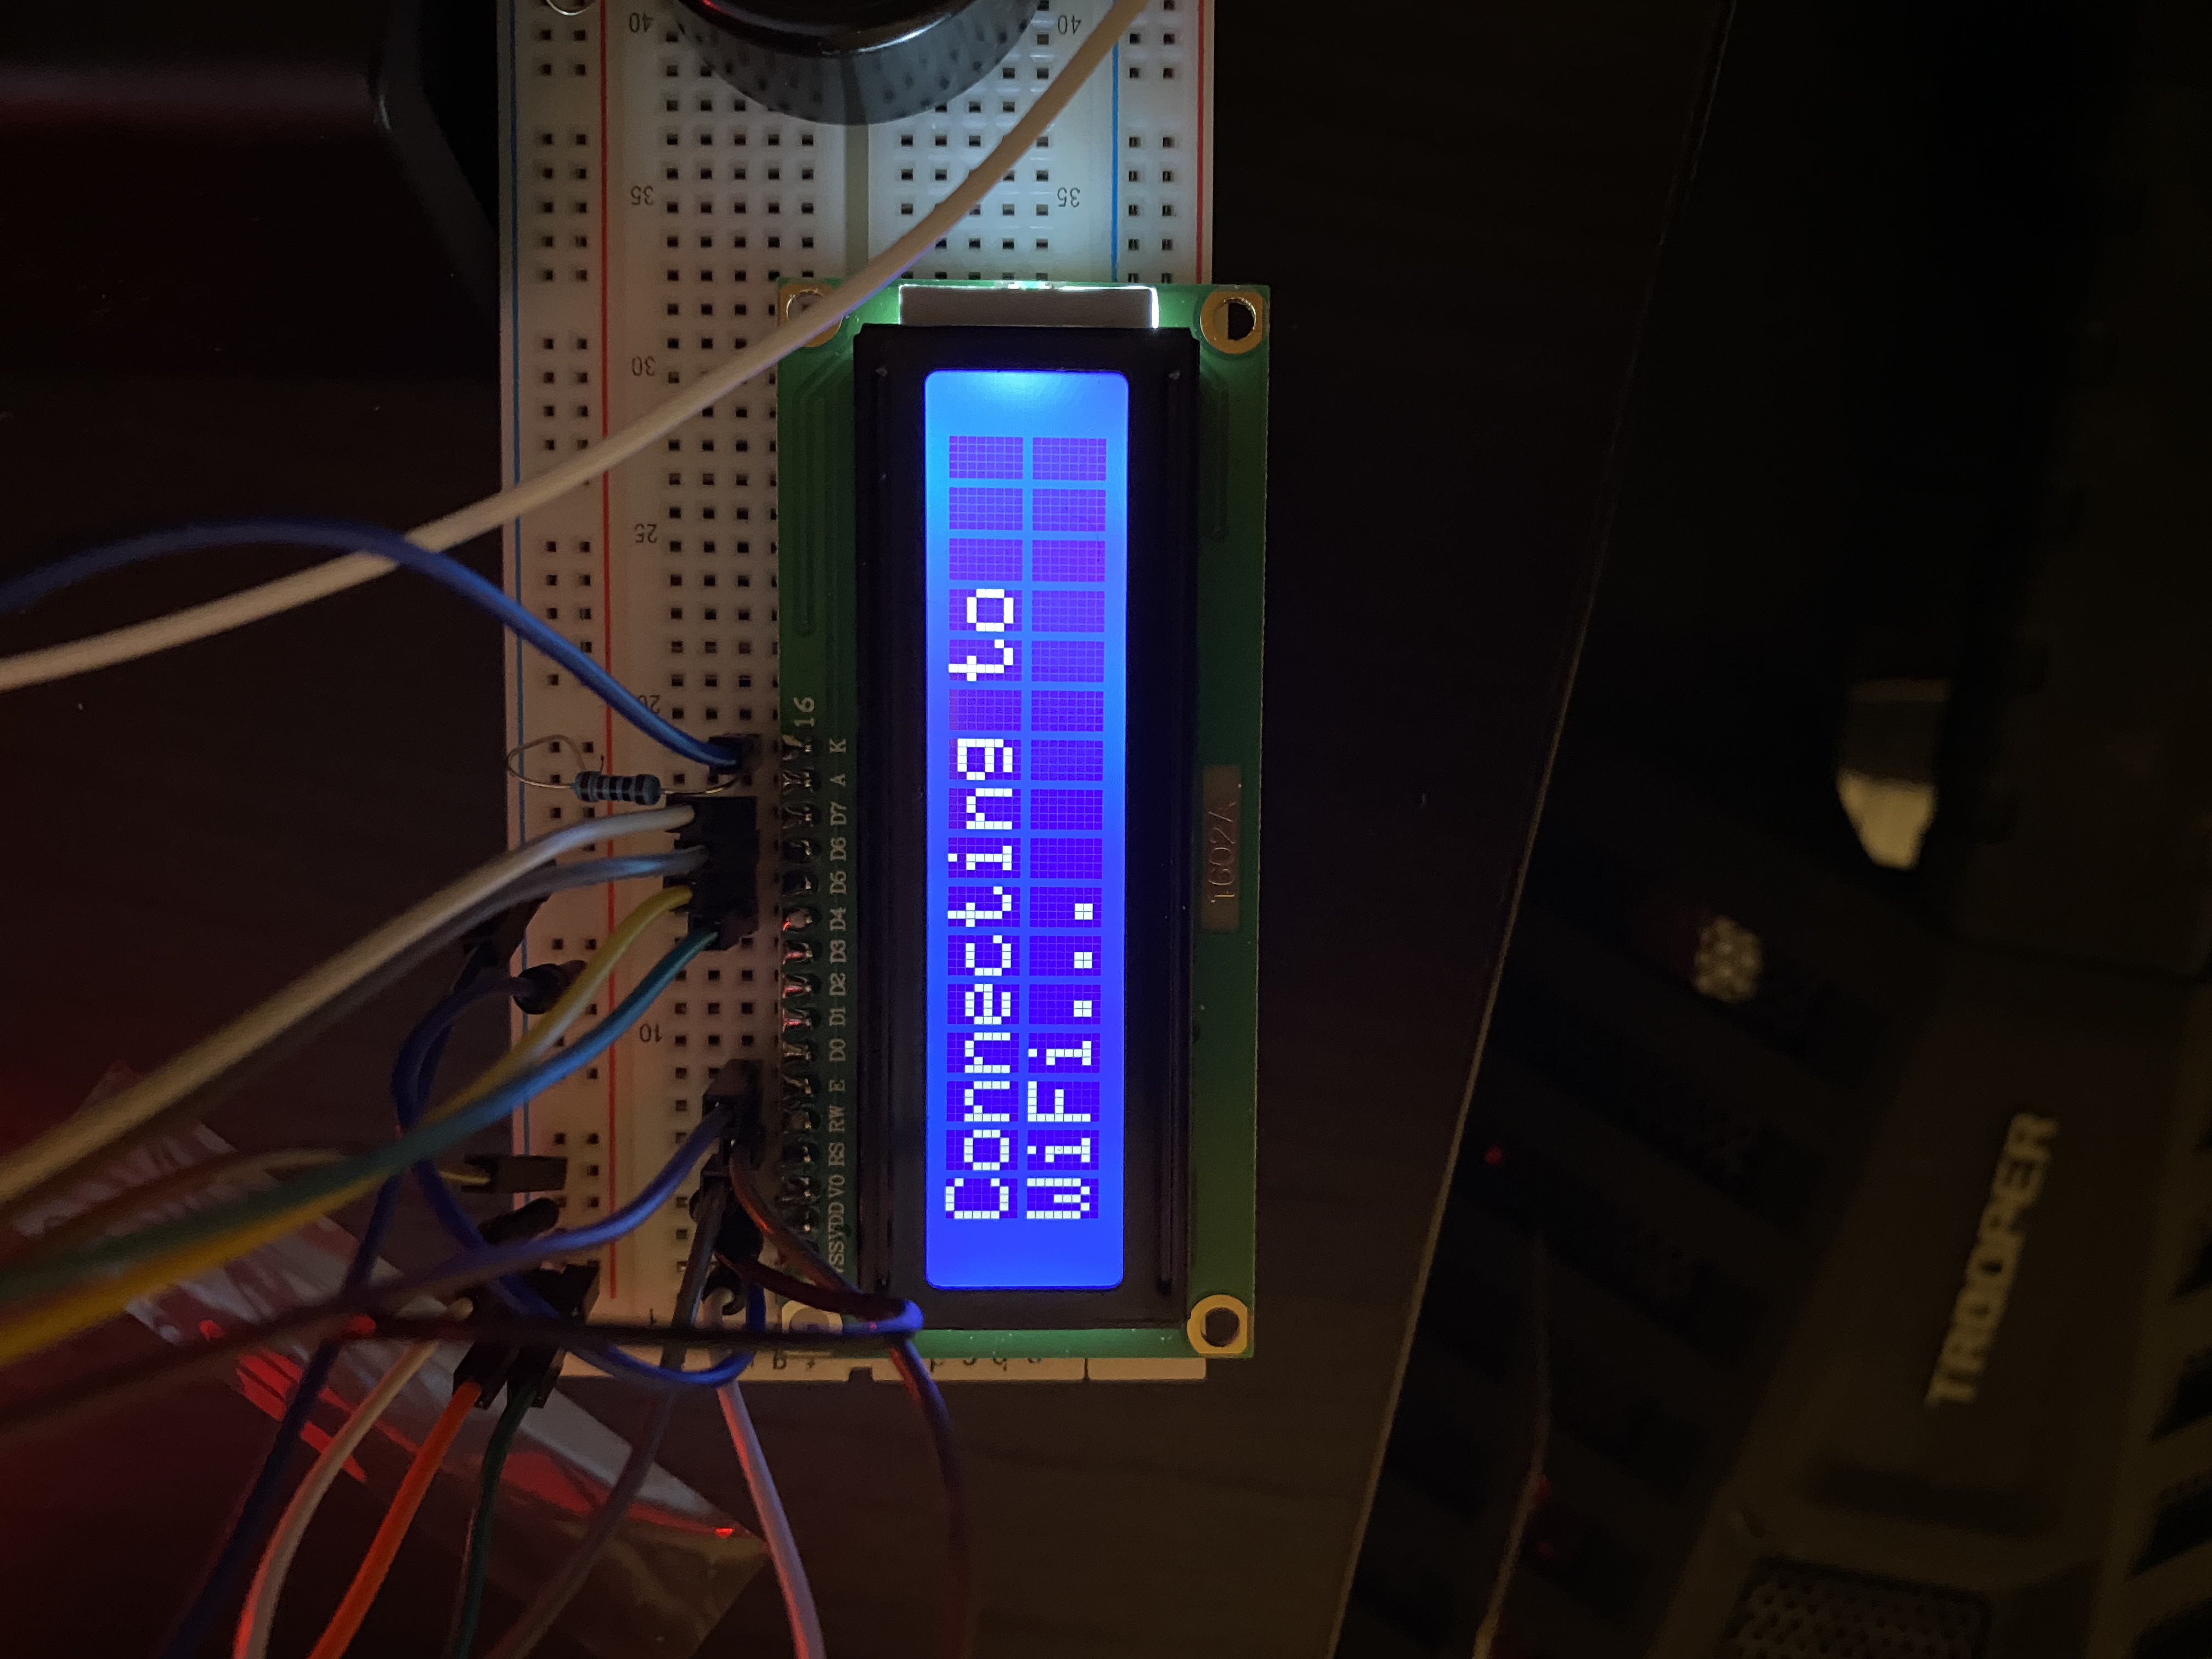 1
10
20
25
30
35
40
16
VSS VDD V0 RS RW E D0 D1 D2 D3 D4 D5 D6 D7 A K
Connecting to
WiFi...
35
40
1602A
TROOPER